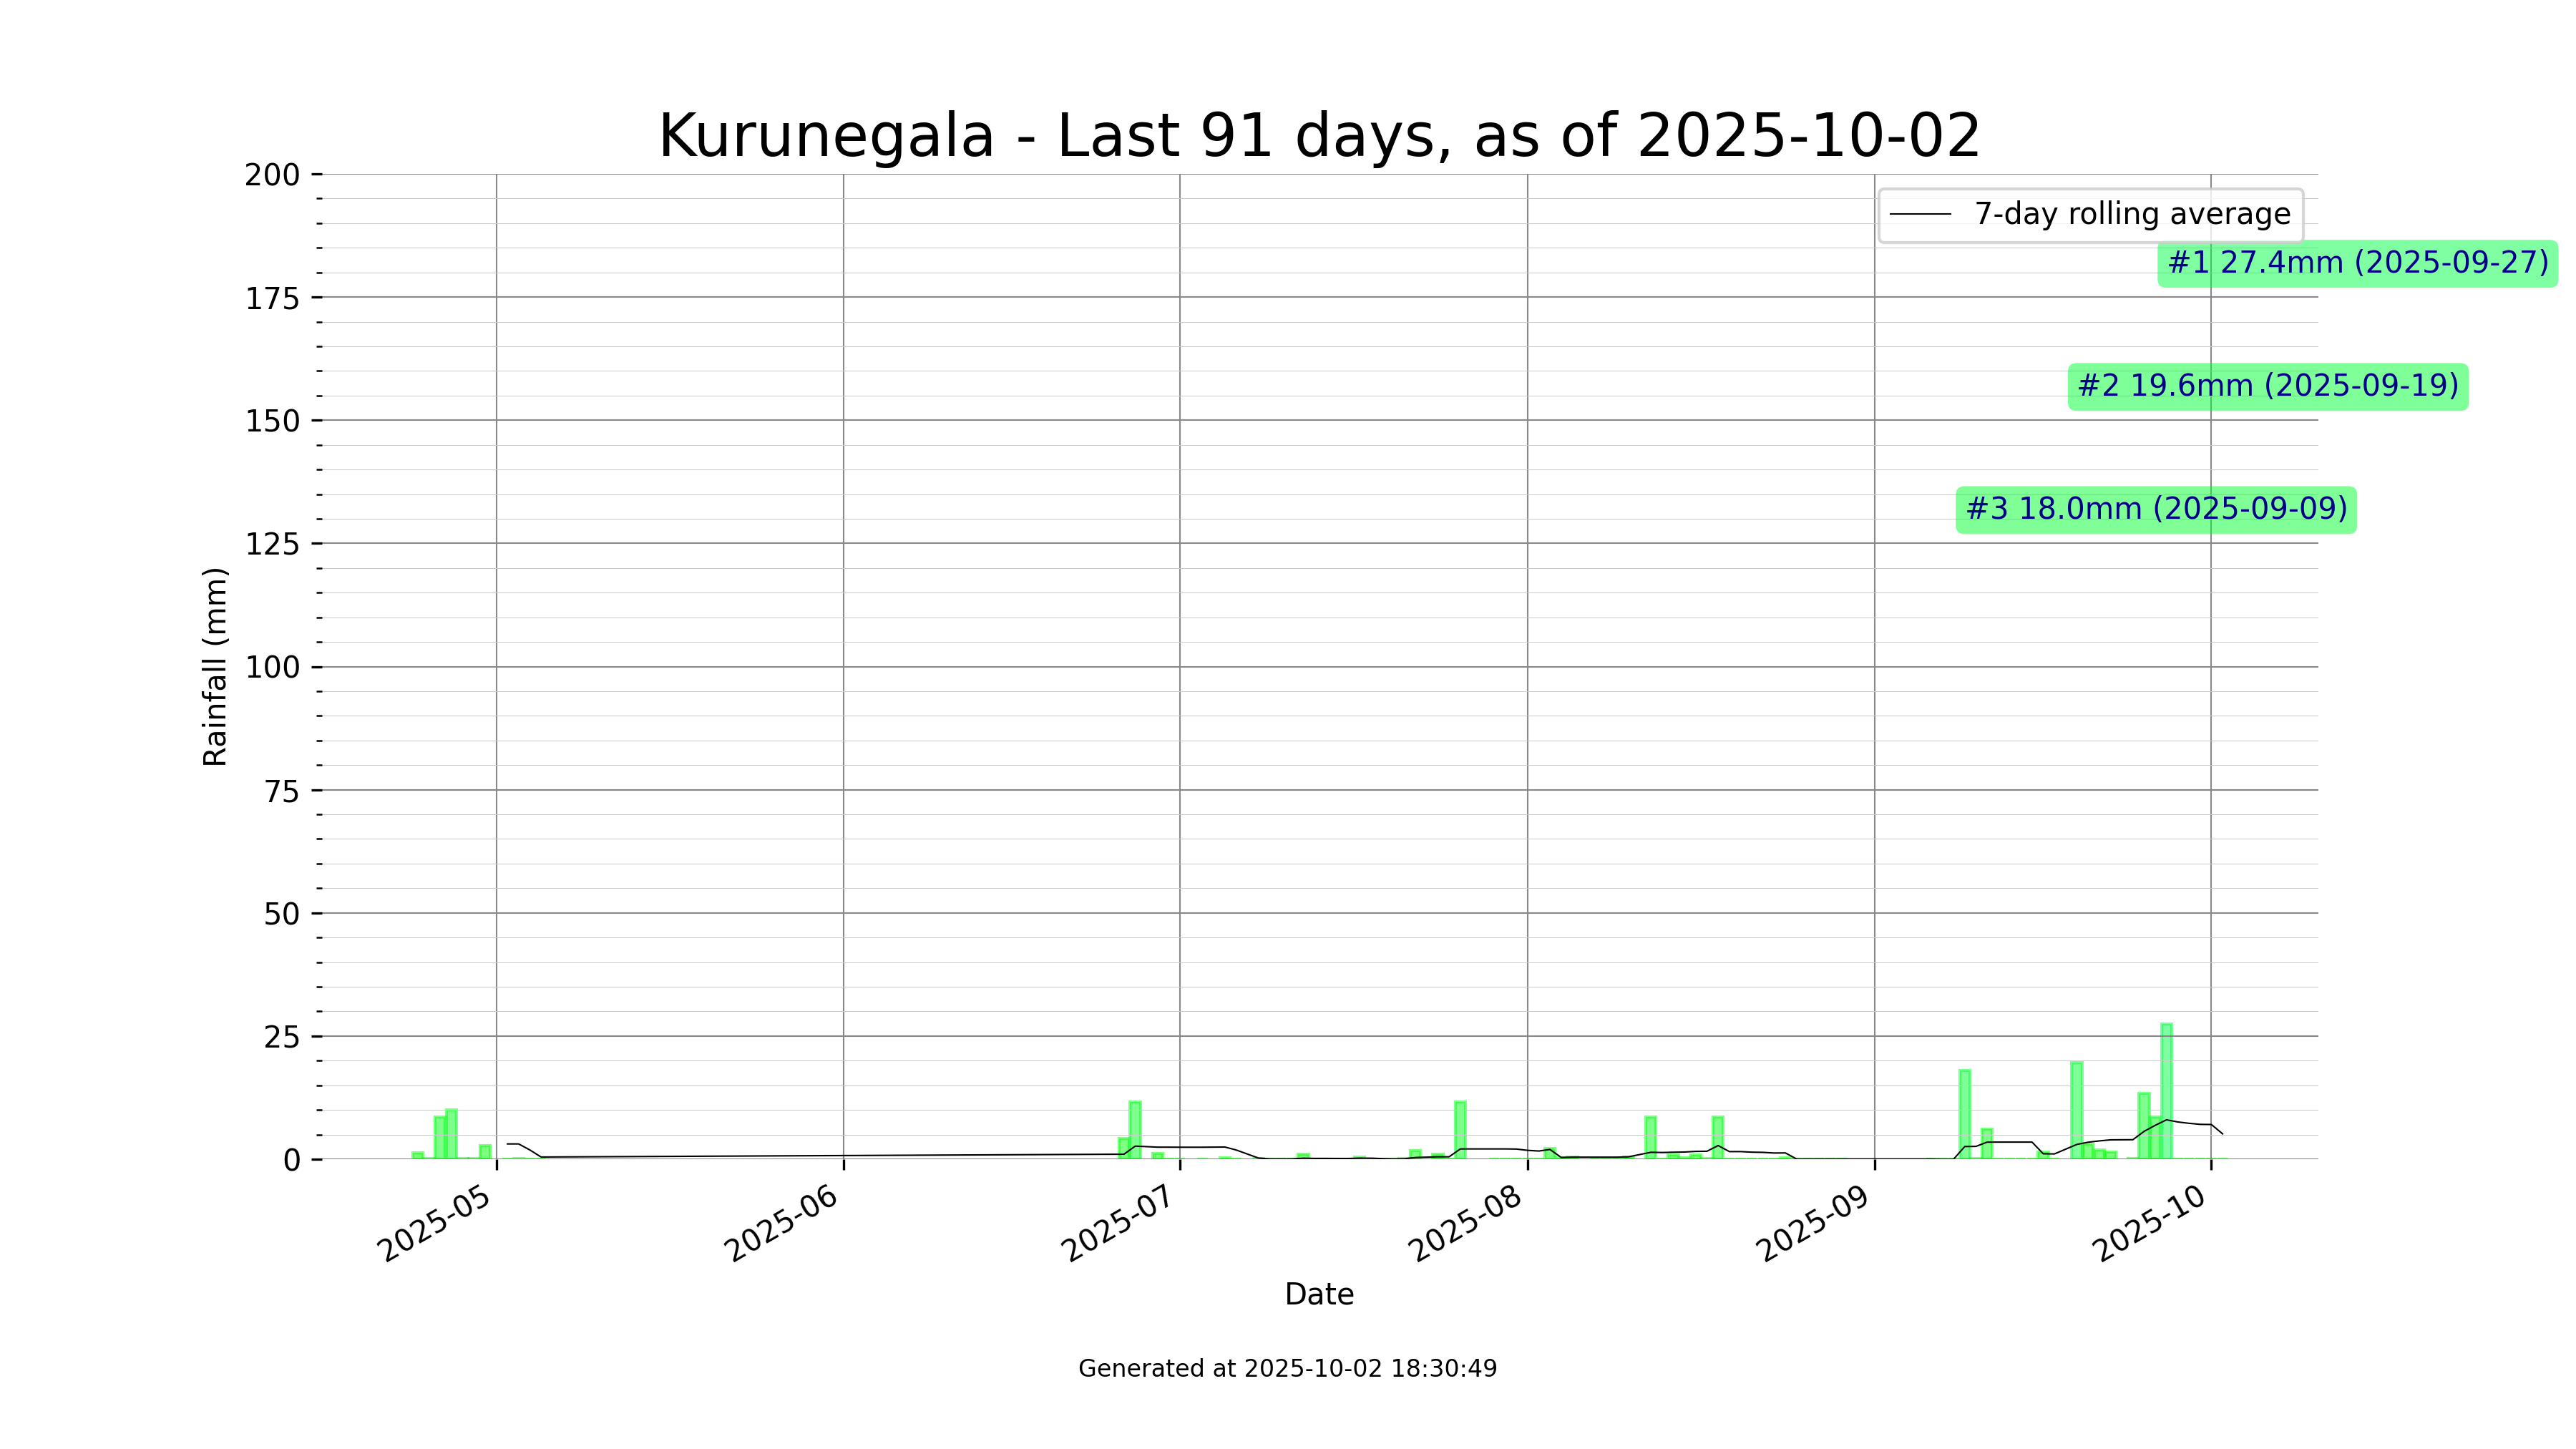 Kurunegala - Last 91 days, as of 2025-10-02
200
175
150
125
100
75
50
25
0
Rainfall (mm)
7-day rolling average
#1 27.4mm (2025-09-27)
#2 19.6mm (2025-09-19)
#3 18.0mm (2025-09-09)
2025-05
2025-06
2025-07
2025-08
2025-09
2025-10
Date
Generated at 2025-10-02 18:30:49